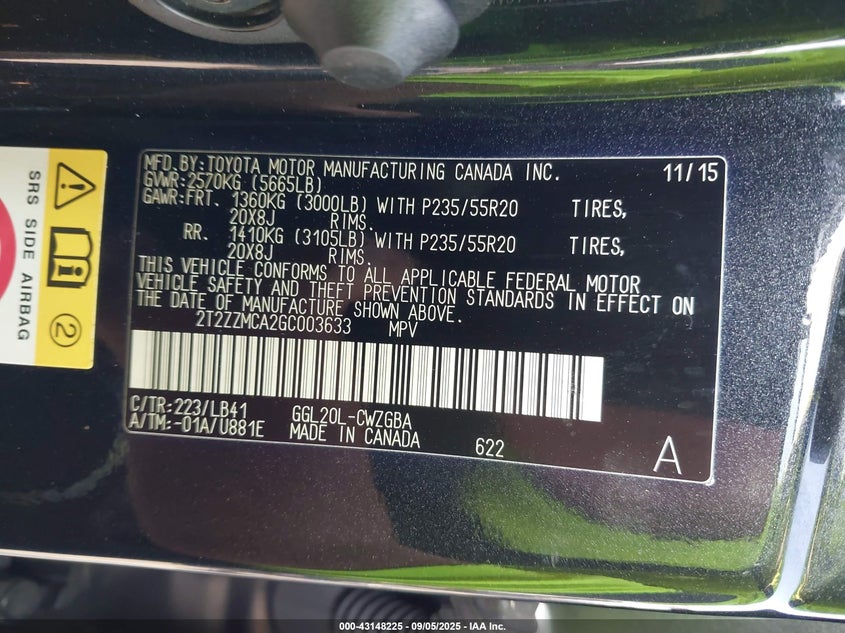 MFD.BY:TOYOTA MOTOR MANUFACTURING CANADA INC. 11/15
GVWR:2570KG (5665LB)
GAWR:FRT. 1360KG (3000LB) WITH P235/55R20 TIRES,
20X8J RIMS.
RR. 1410KG (3105LB) WITH P235/55R20 TIRES,
20X8J RIMS.
THIS VEHICLE CONFORMS TO ALL APPLICABLE FEDERAL MOTOR
VEHICLE SAFETY AND THEFT PREVENTION STANDARDS IN EFFECT ON
THE DATE OF MANUFACTURE SHOWN ABOVE.
2T2ZZMCA2GC003633 MPV
C/TR:223/LB41 GGL20L-CWZGBA
A/TM:-01A/U881E MADE IN CANADA 622 A
SRS SIDE AIRBAG
2
000-43148225 - 09/05/2025 - IAA Inc.